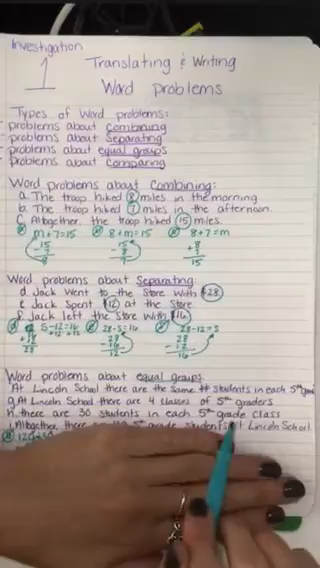 Investigation
1 Translating & Writing
Word problems
Types of Word problems:
- problems about Combining
- problems about Separating
- problems about equal groups
- problems about Comparing
Word problems about Combining:
a. The troop hiked 8 miles in the morning
b. The troop hiked 7 miles in the afternoon.
c. Altogether, the troop hiked 15 miles.
m+7=15 8+m=15 8+7=m
15 15 +8
-7 -8
8 15
Word problems about Separating
d. Jack went to the Store with $28
e. Jack Spent $12 at the Store
f. Jack left the Store with $16
S-12=16 28-S=16 28-12=S
+12 +12
28 28
28 16 -12
12 16
Word problems about equal groups.
At Lincoln School there are the same # students in each 5th
g. At Lincoln School there are 4 classes of 5th graders
h. there are 30 students in each 5th grade class
i. Altogether, there 5th grade students at Lincoln School.